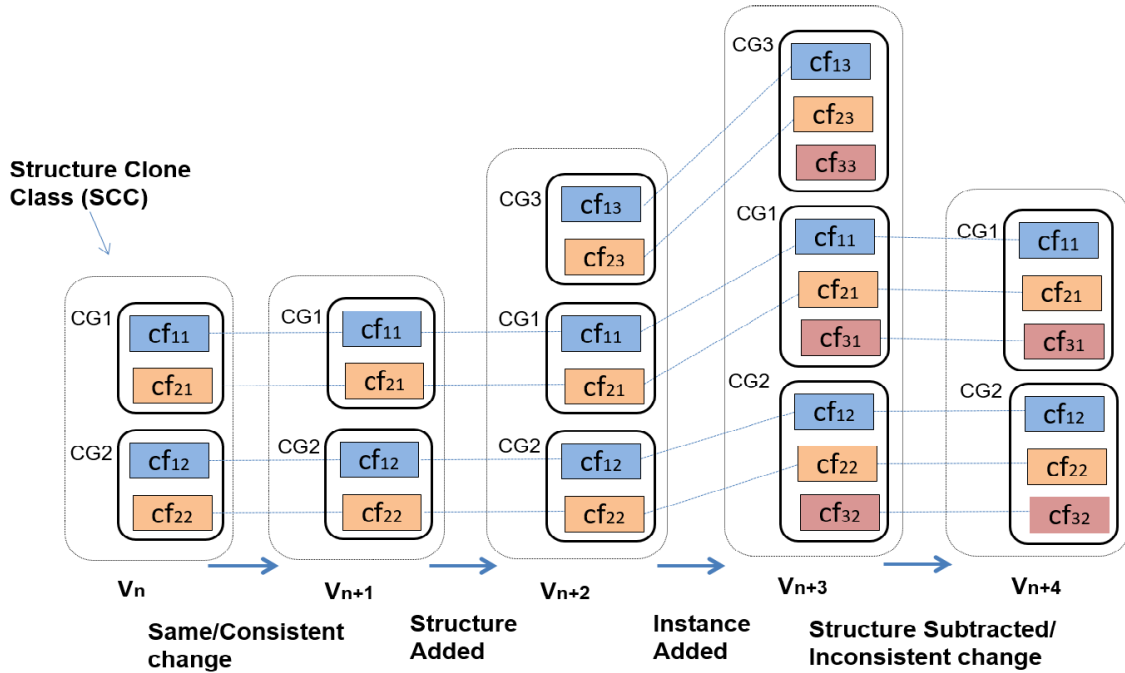 Structure Clone
Class (SCC)
CG1
cf11
cf21
CG2
cf12
cf22
CG1
cf11
cf21
CG2
cf12
cf22
CG3
cf13
cf23
CG1
cf11
cf21
CG2
cf12
cf22
CG3
cf13
cf23
cf33
CG1
cf11
cf21
cf31
CG2
cf12
cf22
cf32
CG1
cf11
cf21
cf31
CG2
cf12
cf22
cf32
Vn
Vn+1
Vn+2
Vn+3
Vn+4
Same/Consistent
change
Structure
Added
Instance
Added
Structure Subtracted/
Inconsistent change